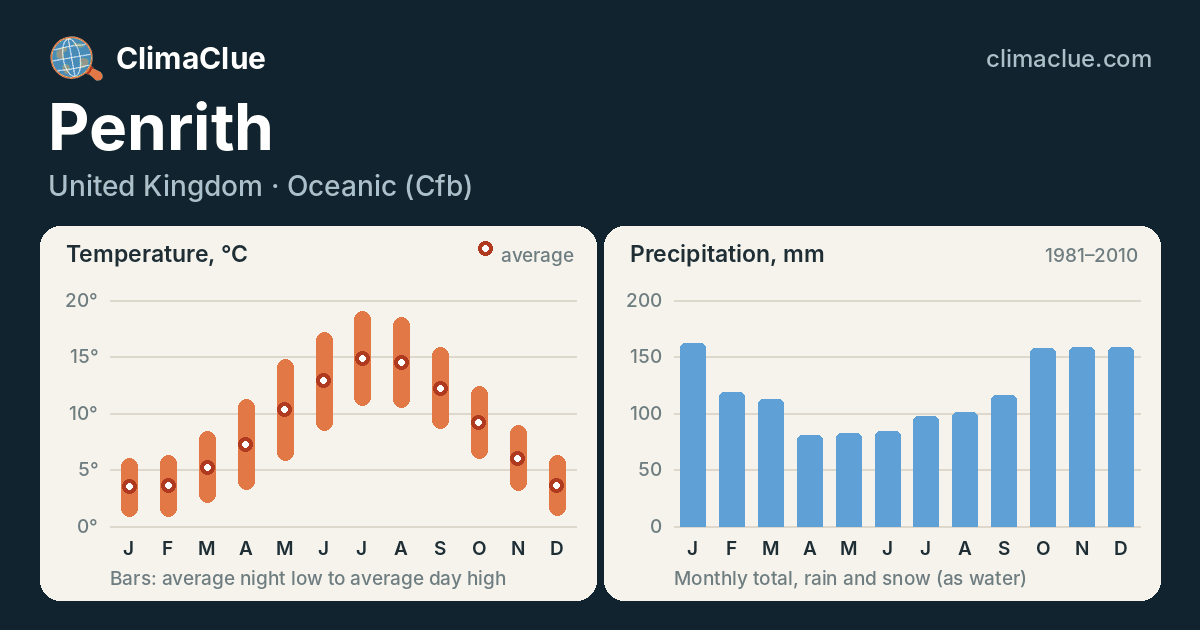 ClimaClue
climaclue.com
Penrith
United Kingdom · Oceanic (Cfb)
Temperature, °C
average
20°
15°
10°
5°
0°
J F M A M J J A S O N D
Bars: average night low to average day high
Precipitation, mm
1981–2010
200
150
100
50
0
J F M A M J J A S O N D
Monthly total, rain and snow (as water)